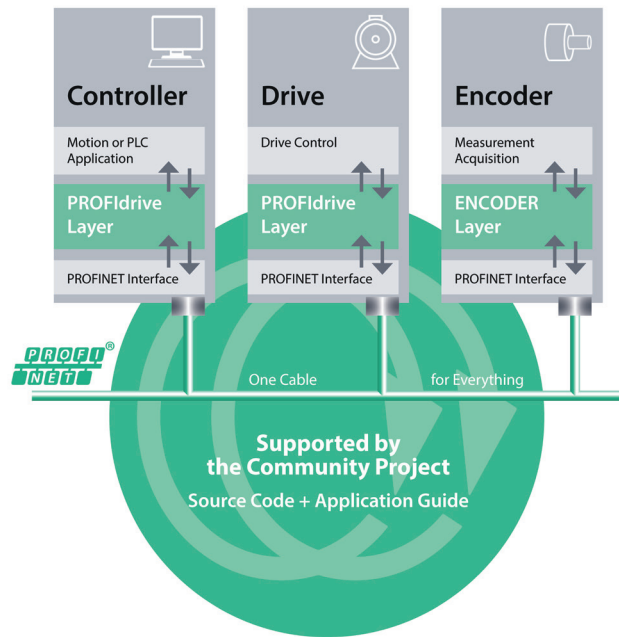 Controller
Drive
Encoder
Motion or PLC
Application
Drive Control
Measurement
Acquisition
PROFIdrive
Layer
PROFIdrive
Layer
ENCODER
Layer
PROFINET Interface
PROFINET Interface
PROFINET Interface
PROFI®
NET
One Cable
for Everything
Supported by
the Community Project
Source Code + Application Guide